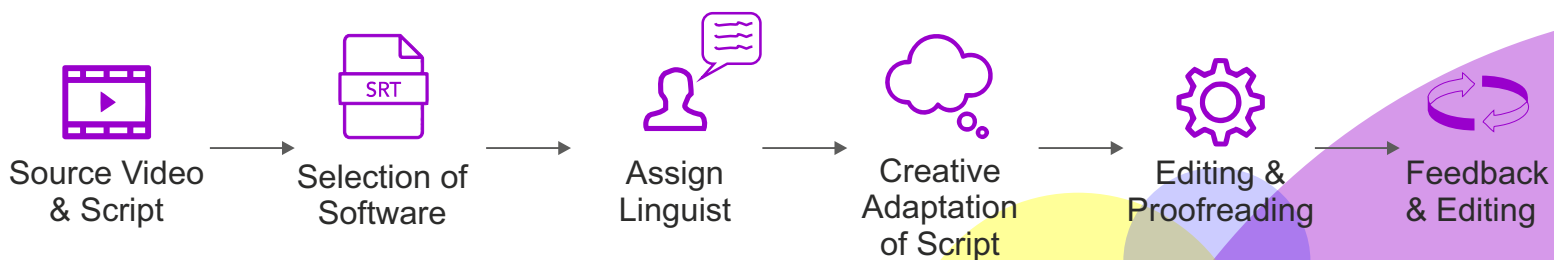 Source Video
& Script
SRT
Selection of
Software
Assign
Linguist
Creative
Adaptation
of Script
Editing &
Proofreading
Feedback
& Editing